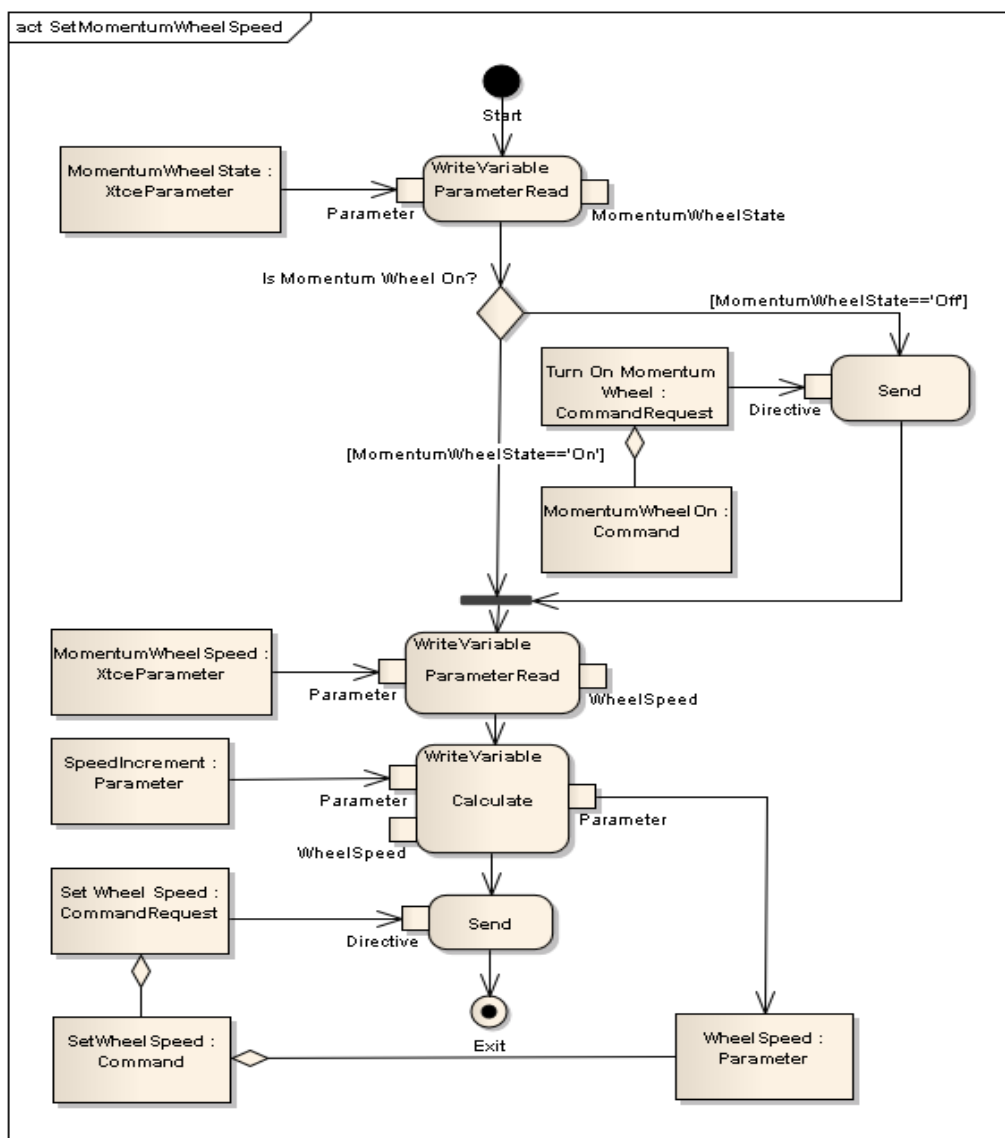 act SetMomentumWheelSpeed
Start
MomentumWheelState :
XtceParameter
WriteVariable
ParameterRead
Parameter
MomentumWheelState
Is Momentum Wheel On?
[MomentumWheelState=='Off']
Turn On Momentum
Wheel :
CommandRequest
Directive
Send
[MomentumWheelState=='On']
MomentumWheelOn :
Command
MomentumWheelSpeed :
XtceParameter
WriteVariable
ParameterRead
Parameter
WheelSpeed
SpeedIncrement :
Parameter
WriteVariable
Calculate
Parameter
Parameter
WheelSpeed
Set Wheel Speed :
CommandRequest
Directive
Send
SetWheelSpeed :
Command
Exit
WheelSpeed :
Parameter